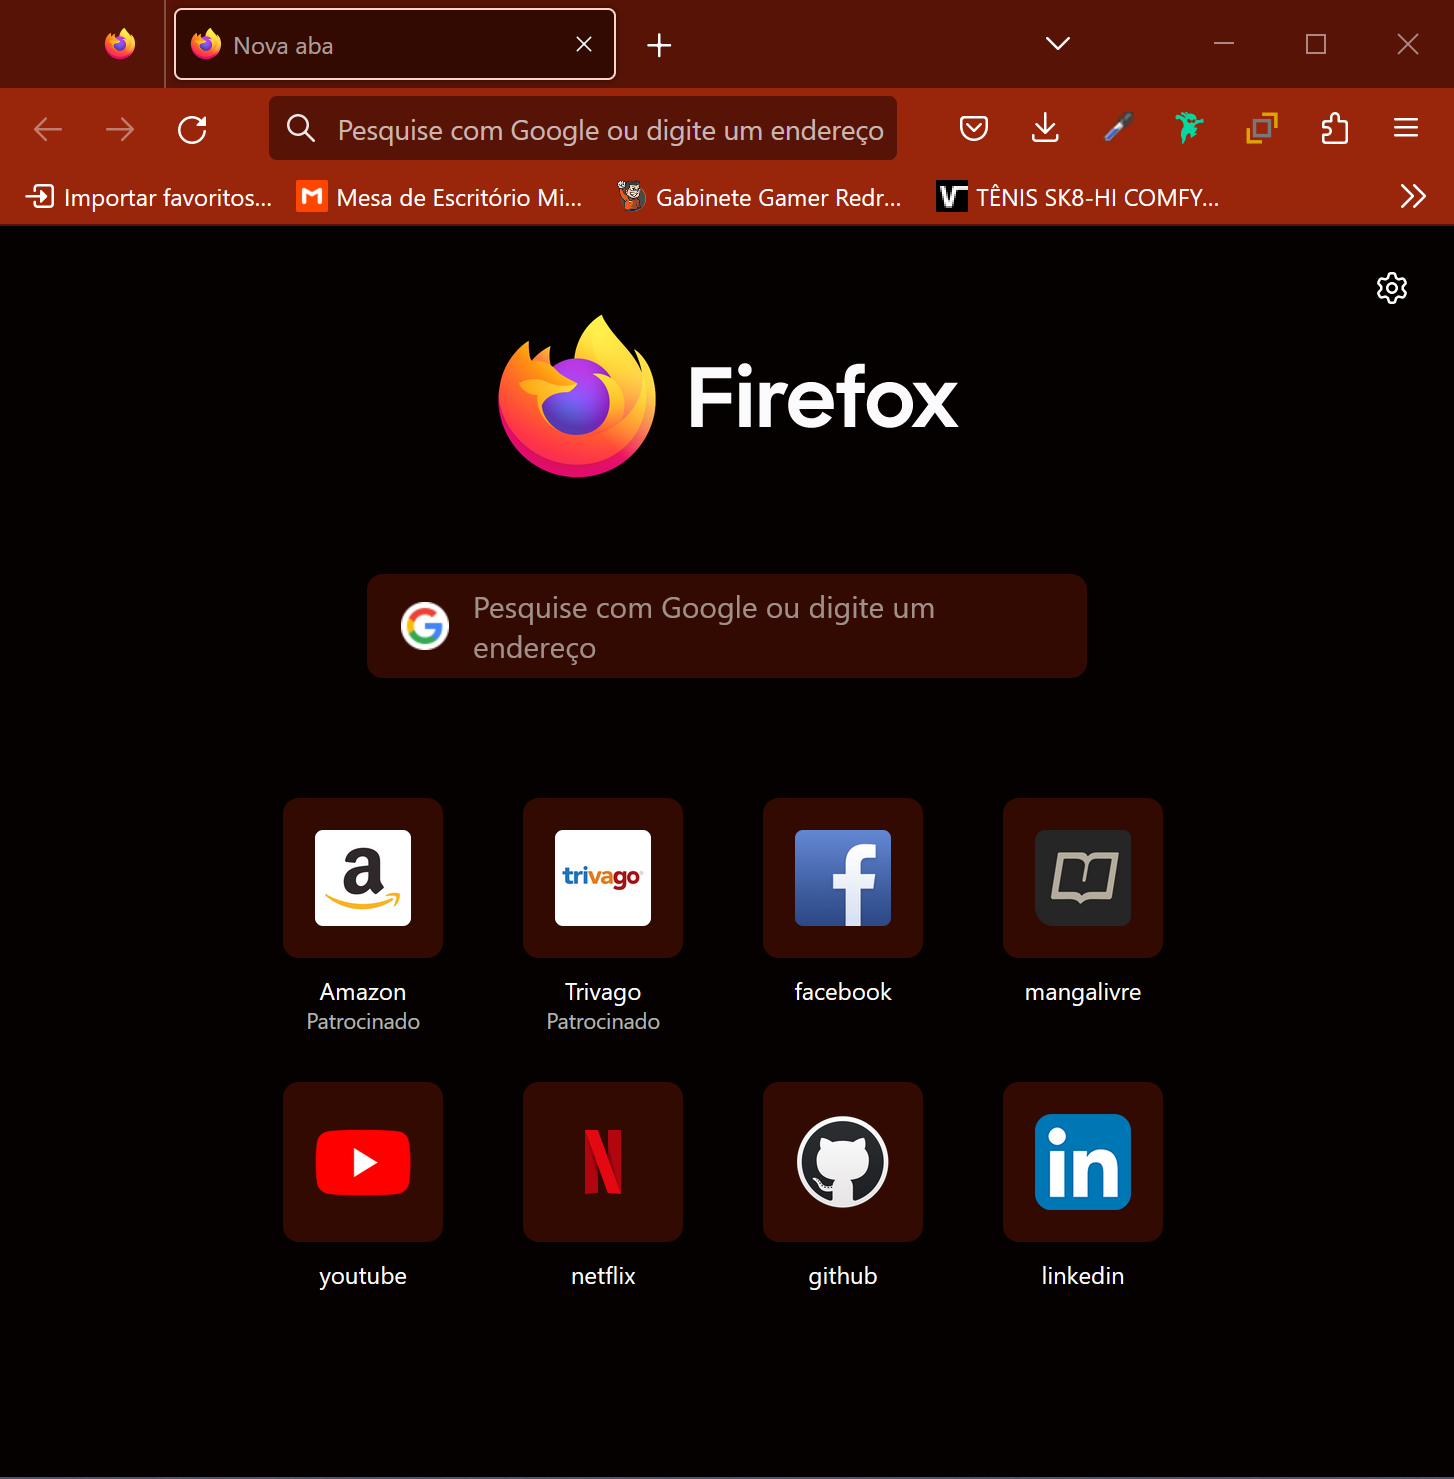 Nova aba
Pesquise com Google ou digite um endereço
Importar favoritos...
M
Mesa de Escritório Mi...
Gabinete Gamer Redr...
TÊNIS SK8-HI COMFY...
Firefox
G
Pesquise com Google ou digite um
endereço
a
trivago
f
Amazon
Trivago
facebook
mangalivre
Patrocinado
Patrocinado
N
in
youtube
netflix
github
linkedin